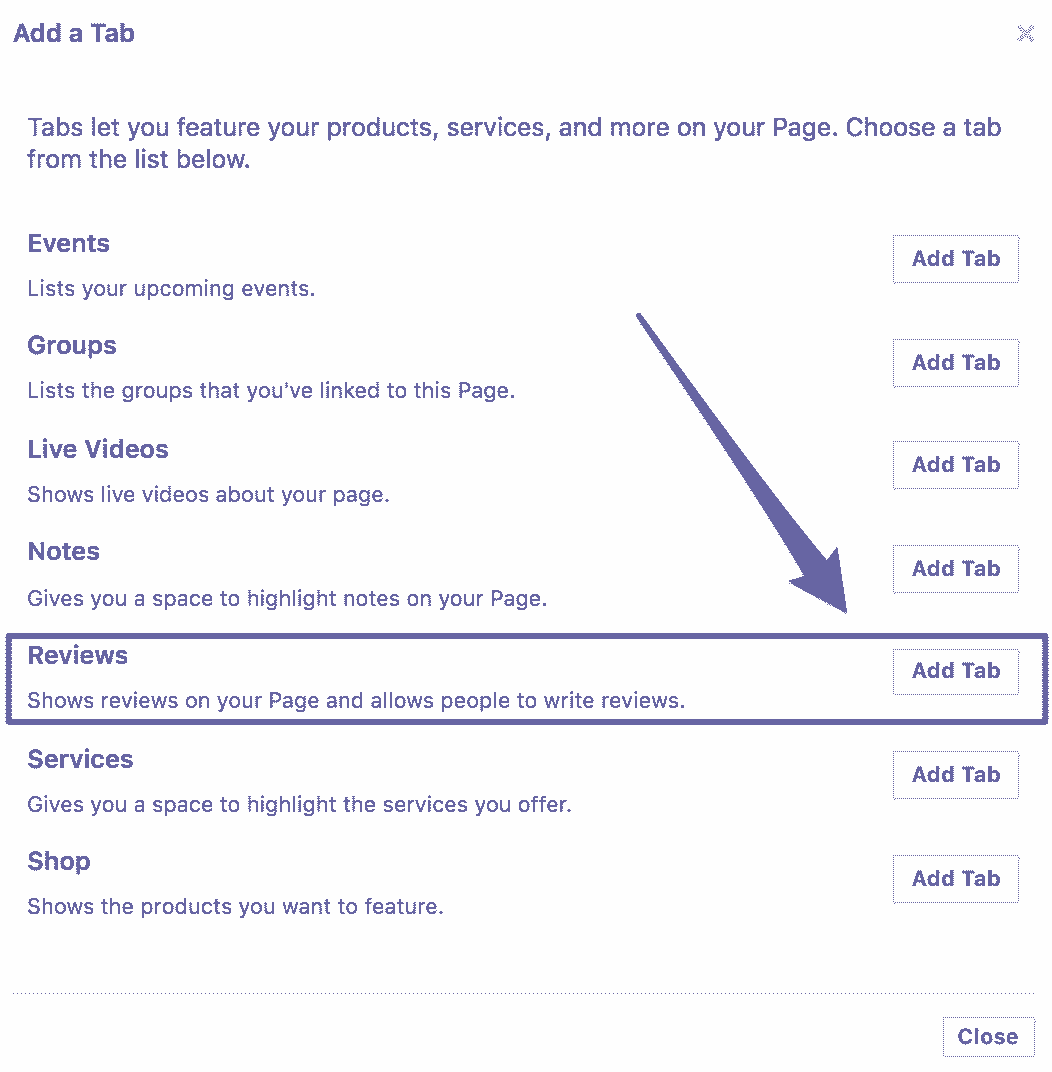 Add a Tab
Tabs let you feature your products, services, and more on your Page. Choose a tab
from the list below.
Events
Add Tab
Lists your upcoming events.
Groups
Add Tab
Lists the groups that you’ve linked to this Page.
Live Videos
Add Tab
Shows live videos about your page.
Notes
Add Tab
Gives you a space to highlight notes on your Page.
Reviews
Add Tab
Shows reviews on your Page and allows people to write reviews.
Services
Add Tab
Gives you a space to highlight the services you offer.
Shop
Add Tab
Shows the products you want to feature.
Close